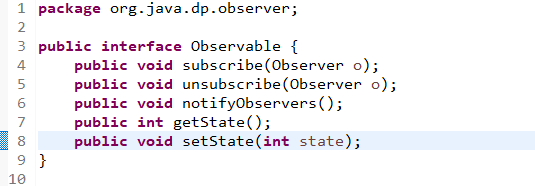 1 package org.java.dp.observer;
2
3 public interface Observable {
4     public void subscribe(Observer o);
5     public void unsubscribe(Observer o);
6     public void notifyObservers();
7     public int getState();
8     public void setState(int state);
9 }
10